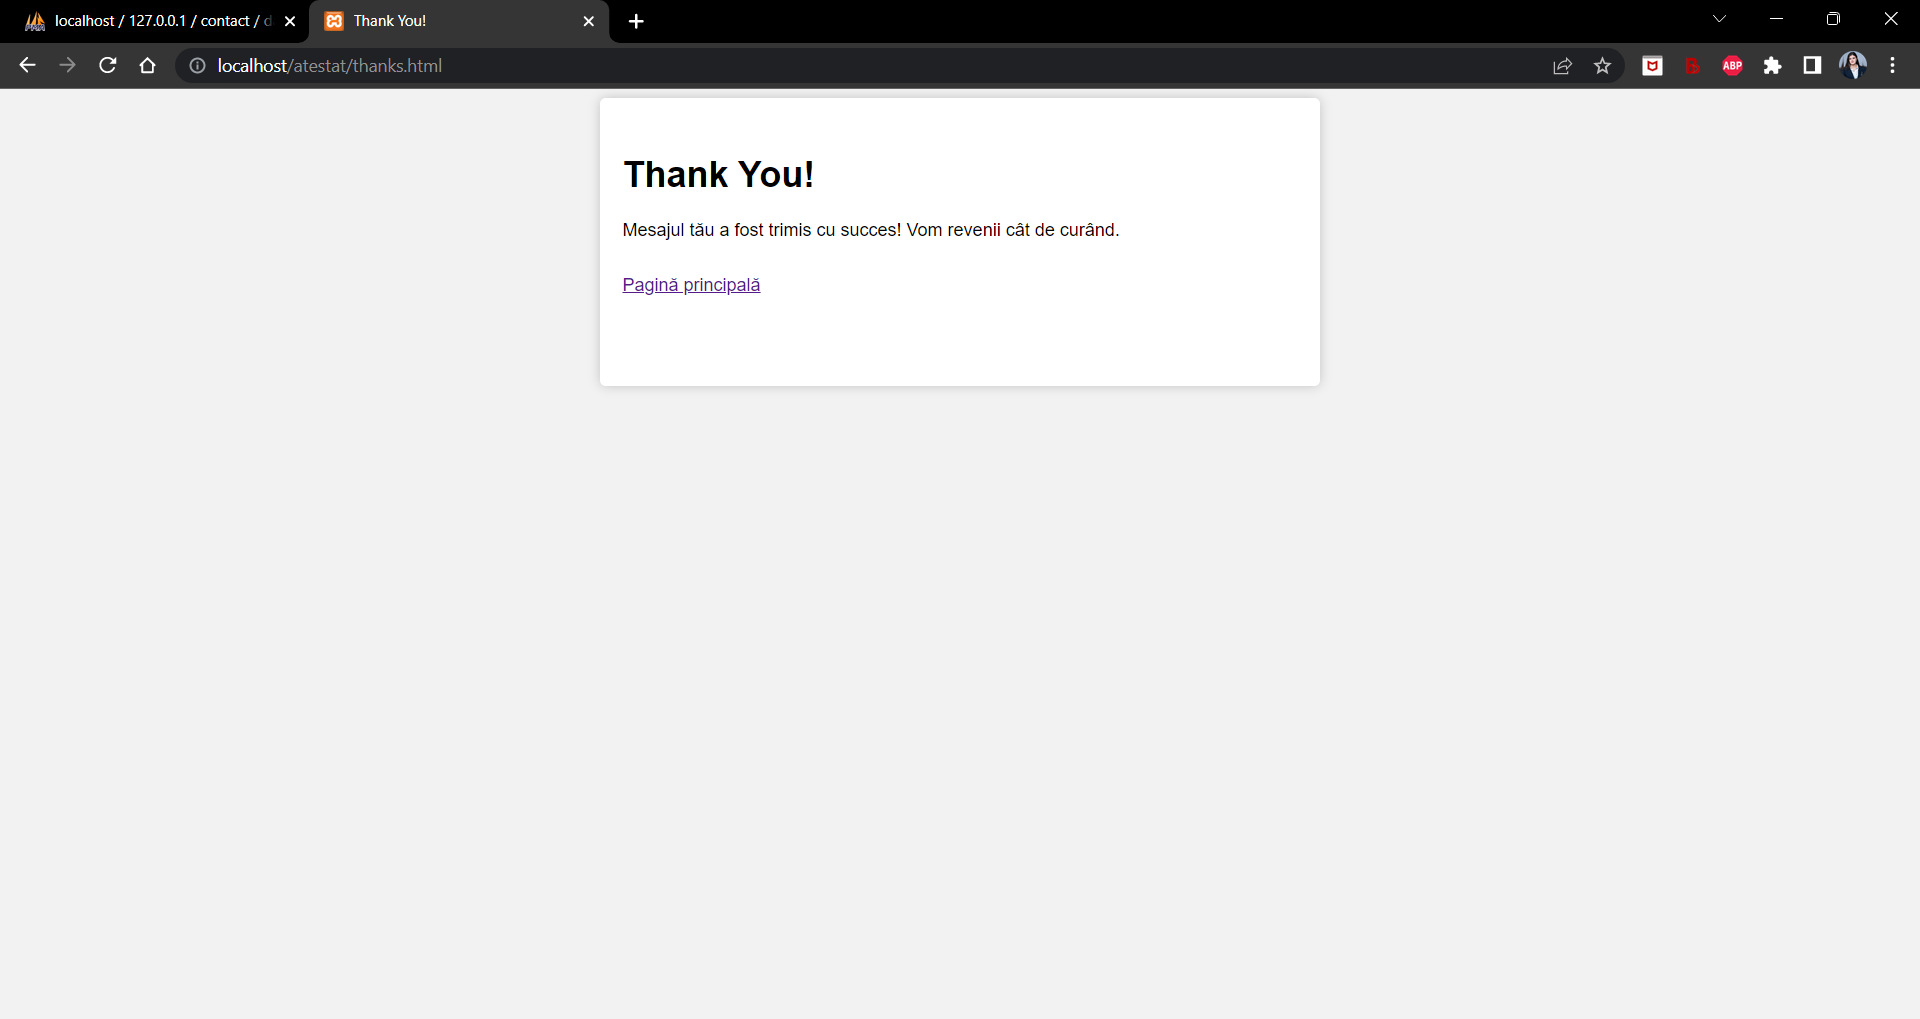 localhost / 127.0.0.1 / contact / d
Thank You!
localhost/atestat/thanks.html
ABP
Thank You!
Mesajul tău a fost trimis cu succes! Vom revenii cât de curând.
Pagină principală